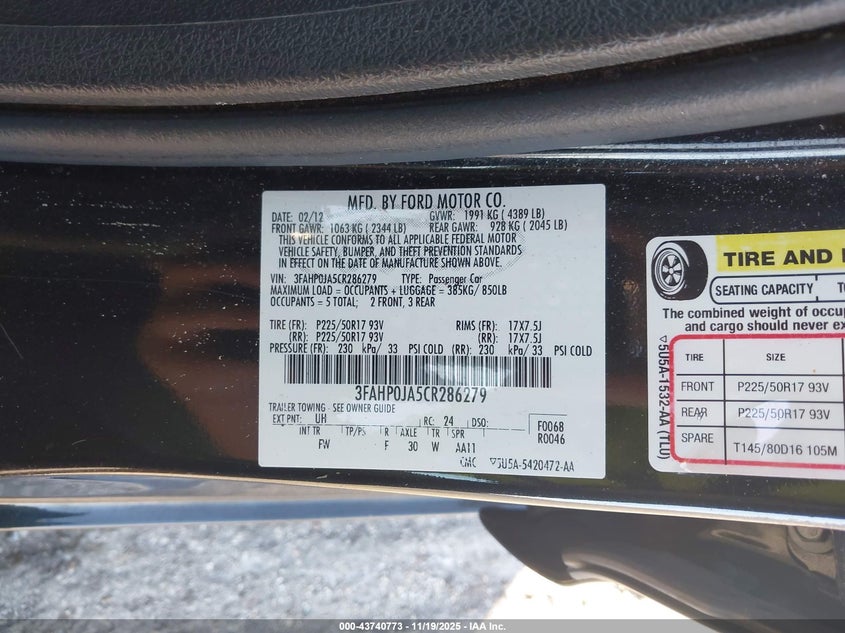 MFD. BY FORD MOTOR CO.
DATE: 02/12 GVWR: 1991 KG ( 4389 LB)
FRONT GAWR: 1063 KG ( 2344 LB) REAR GAWR: 928 KG ( 2045 LB)
THIS VEHICLE CONFORMS TO ALL APPLICABLE FEDERAL MOTOR
VEHICLE SAFETY, BUMPER, AND THEFT PREVENTION STANDARDS
IN EFFECT ON THE DATE OF MANUFACTURE SHOWN ABOVE.
VIN: 3FAHP0JA5CR286279 TYPE: Passenger Car
MAXIMUM LOAD = OCCUPANTS + LUGGAGE = 385KG/ 850LB
OCCUPANTS = 5 TOTAL; 2 FRONT, 3 REAR
TIRE (FR): P225/50R17 93V RIMS (FR): 17X7.5J
(RR): P225/50R17 93V (RR): 17X7.5J
PRESSURE (FR): 230 kPa/ 33 PSI COLD (RR): 230 kPa/ 33 PSI COLD
3FAHP0JA5CR286279
TRAILER TOWING - SEE OWNER GUIDE
EXT PNT: UH RC: 24 DSO: F0068
INT TR TP/PS R AXLE TR SPR R0046
FW F 30 W AA11
CMC 5U5A-5420472-AA
TIRE AND
SEATING CAPACITY
The combined weight of
and cargo should never
5U5A-1532-AA (TLU)
TIRE SIZE
FRONT P225/50R17 93V
REAR P225/50R17 93V
SPARE T145/80D16 105M
000-43740773 | 11/19/2025 - IAA Inc.